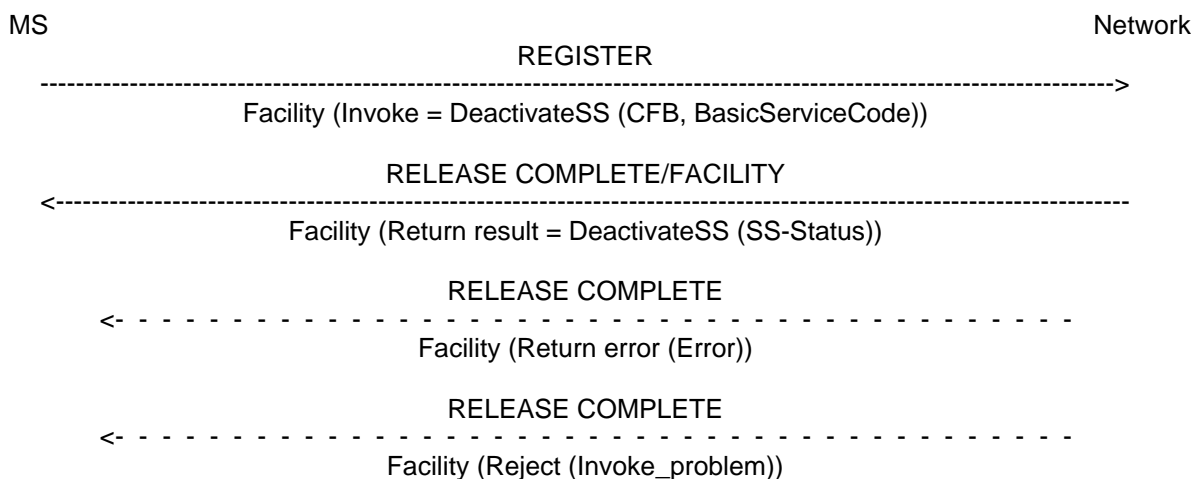 MS Network
REGISTER
------------------------------------------------------------------------------------------------------------------------>
Facility (Invoke = DeactivateSS (CFB, BasicServiceCode))
RELEASE COMPLETE/FACILITY
<------------------------------------------------------------------------------------------------------------------------
Facility (Return result = DeactivateSS (SS-Status))
RELEASE COMPLETE
<- - - - - - - - - - - - - - - - - - - - - - - - - - - - - - - - - - - - - - - - -
Facility (Return error (Error))
RELEASE COMPLETE
<- - - - - - - - - - - - - - - - - - - - - - - - - - - - - - - - - - - - - - - - -
Facility (Reject (Invoke_problem))